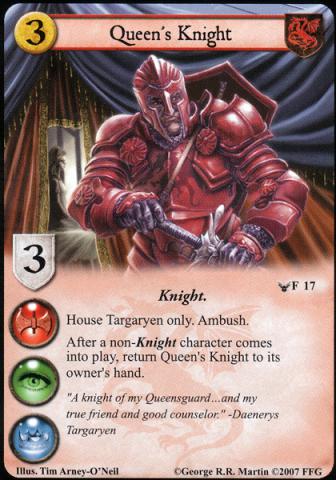 3
Queen's Knight
3
F 17
Knight.
House Targaryen only. Ambush.
After a non-Knight character comes
into play, return Queen's Knight to its
owner's hand.
"A knight of my Queensguard...and my
true friend and good counselor." -Daenerys
Targaryen
Illus. Tim Arney-O'Neil
©George R.R. Martin ©2007 FFG